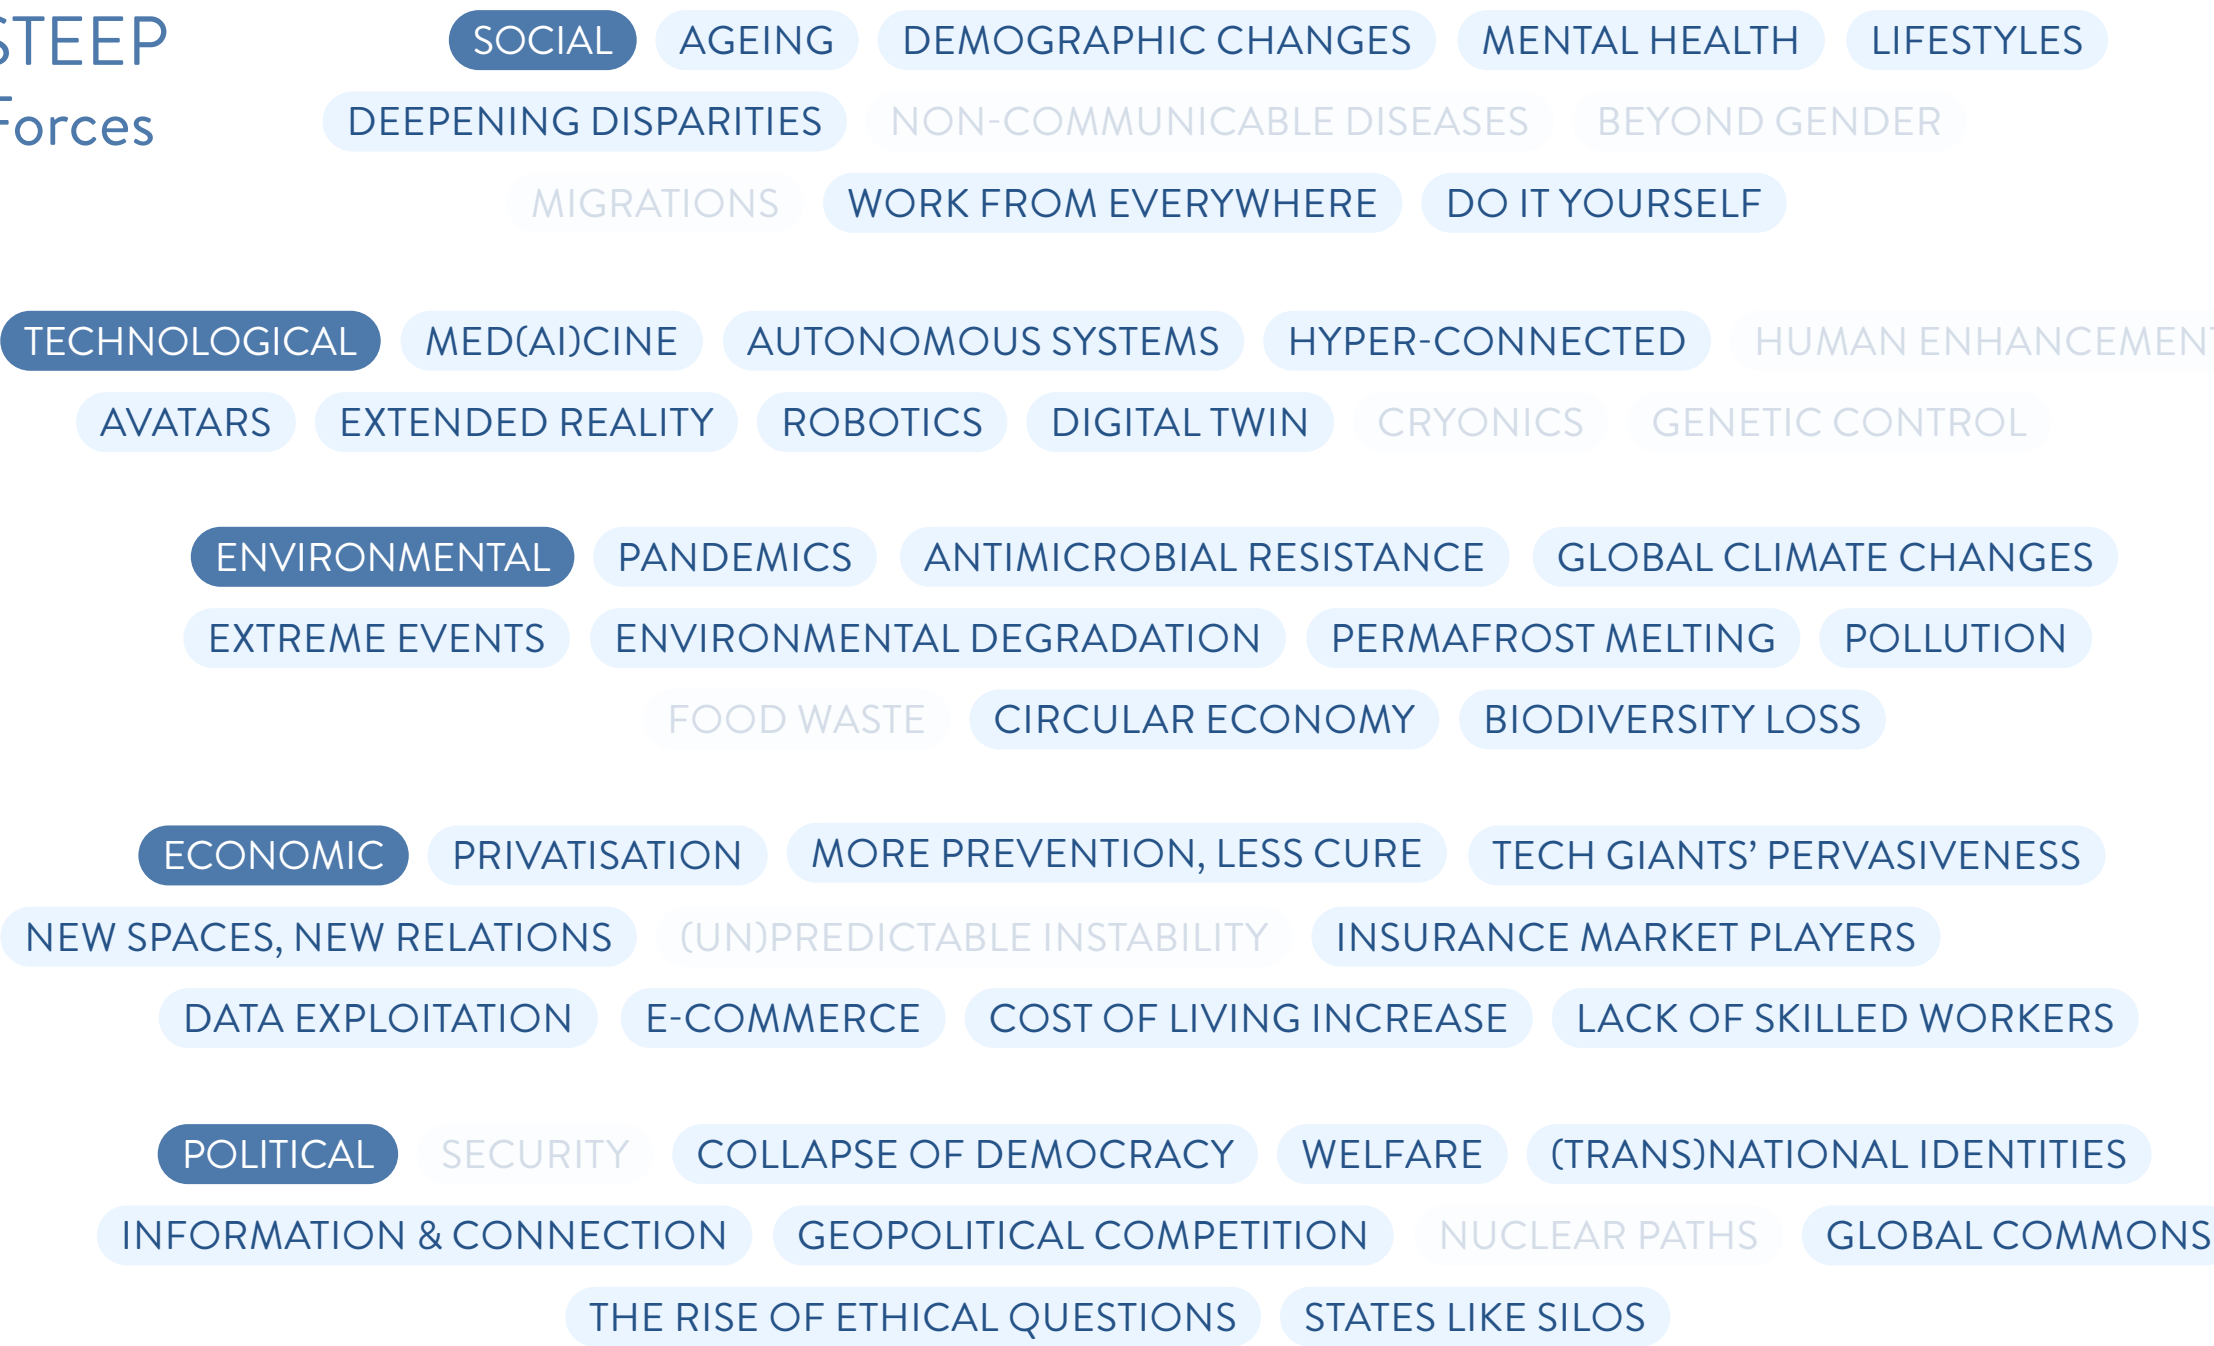 STEEP
Forces
SOCIAL AGEING DEMOGRAPHIC CHANGES MENTAL HEALTH LIFESTYLES
DEEPENING DISPARITIES NON-COMMUNICABLE DISEASES BEYOND GENDER
MIGRATIONS WORK FROM EVERYWHERE DO IT YOURSELF
TECHNOLOGICAL MED(AI)CINE AUTONOMOUS SYSTEMS HYPER-CONNECTED HUMAN ENHANCEMENT
AVATARS EXTENDED REALITY ROBOTICS DIGITAL TWIN CRYONICS GENETIC CONTROL
ENVIRONMENTAL PANDEMICS ANTIMICROBIAL RESISTANCE GLOBAL CLIMATE CHANGES
EXTREME EVENTS ENVIRONMENTAL DEGRADATION PERMAFROST MELTING POLLUTION
FOOD WASTE CIRCULAR ECONOMY BIODIVERSITY LOSS
ECONOMIC PRIVATISATION MORE PREVENTION, LESS CURE TECH GIANTS’ PERVASIVENESS
NEW SPACES, NEW RELATIONS (UN)PREDICTABLE INSTABILITY INSURANCE MARKET PLAYERS
DATA EXPLOITATION E-COMMERCE COST OF LIVING INCREASE LACK OF SKILLED WORKERS
POLITICAL SECURITY COLLAPSE OF DEMOCRACY WELFARE (TRANS)NATIONAL IDENTITIES
INFORMATION & CONNECTION GEOPOLITICAL COMPETITION NUCLEAR PATHS GLOBAL COMMONS
THE RISE OF ETHICAL QUESTIONS STATES LIKE SILOS